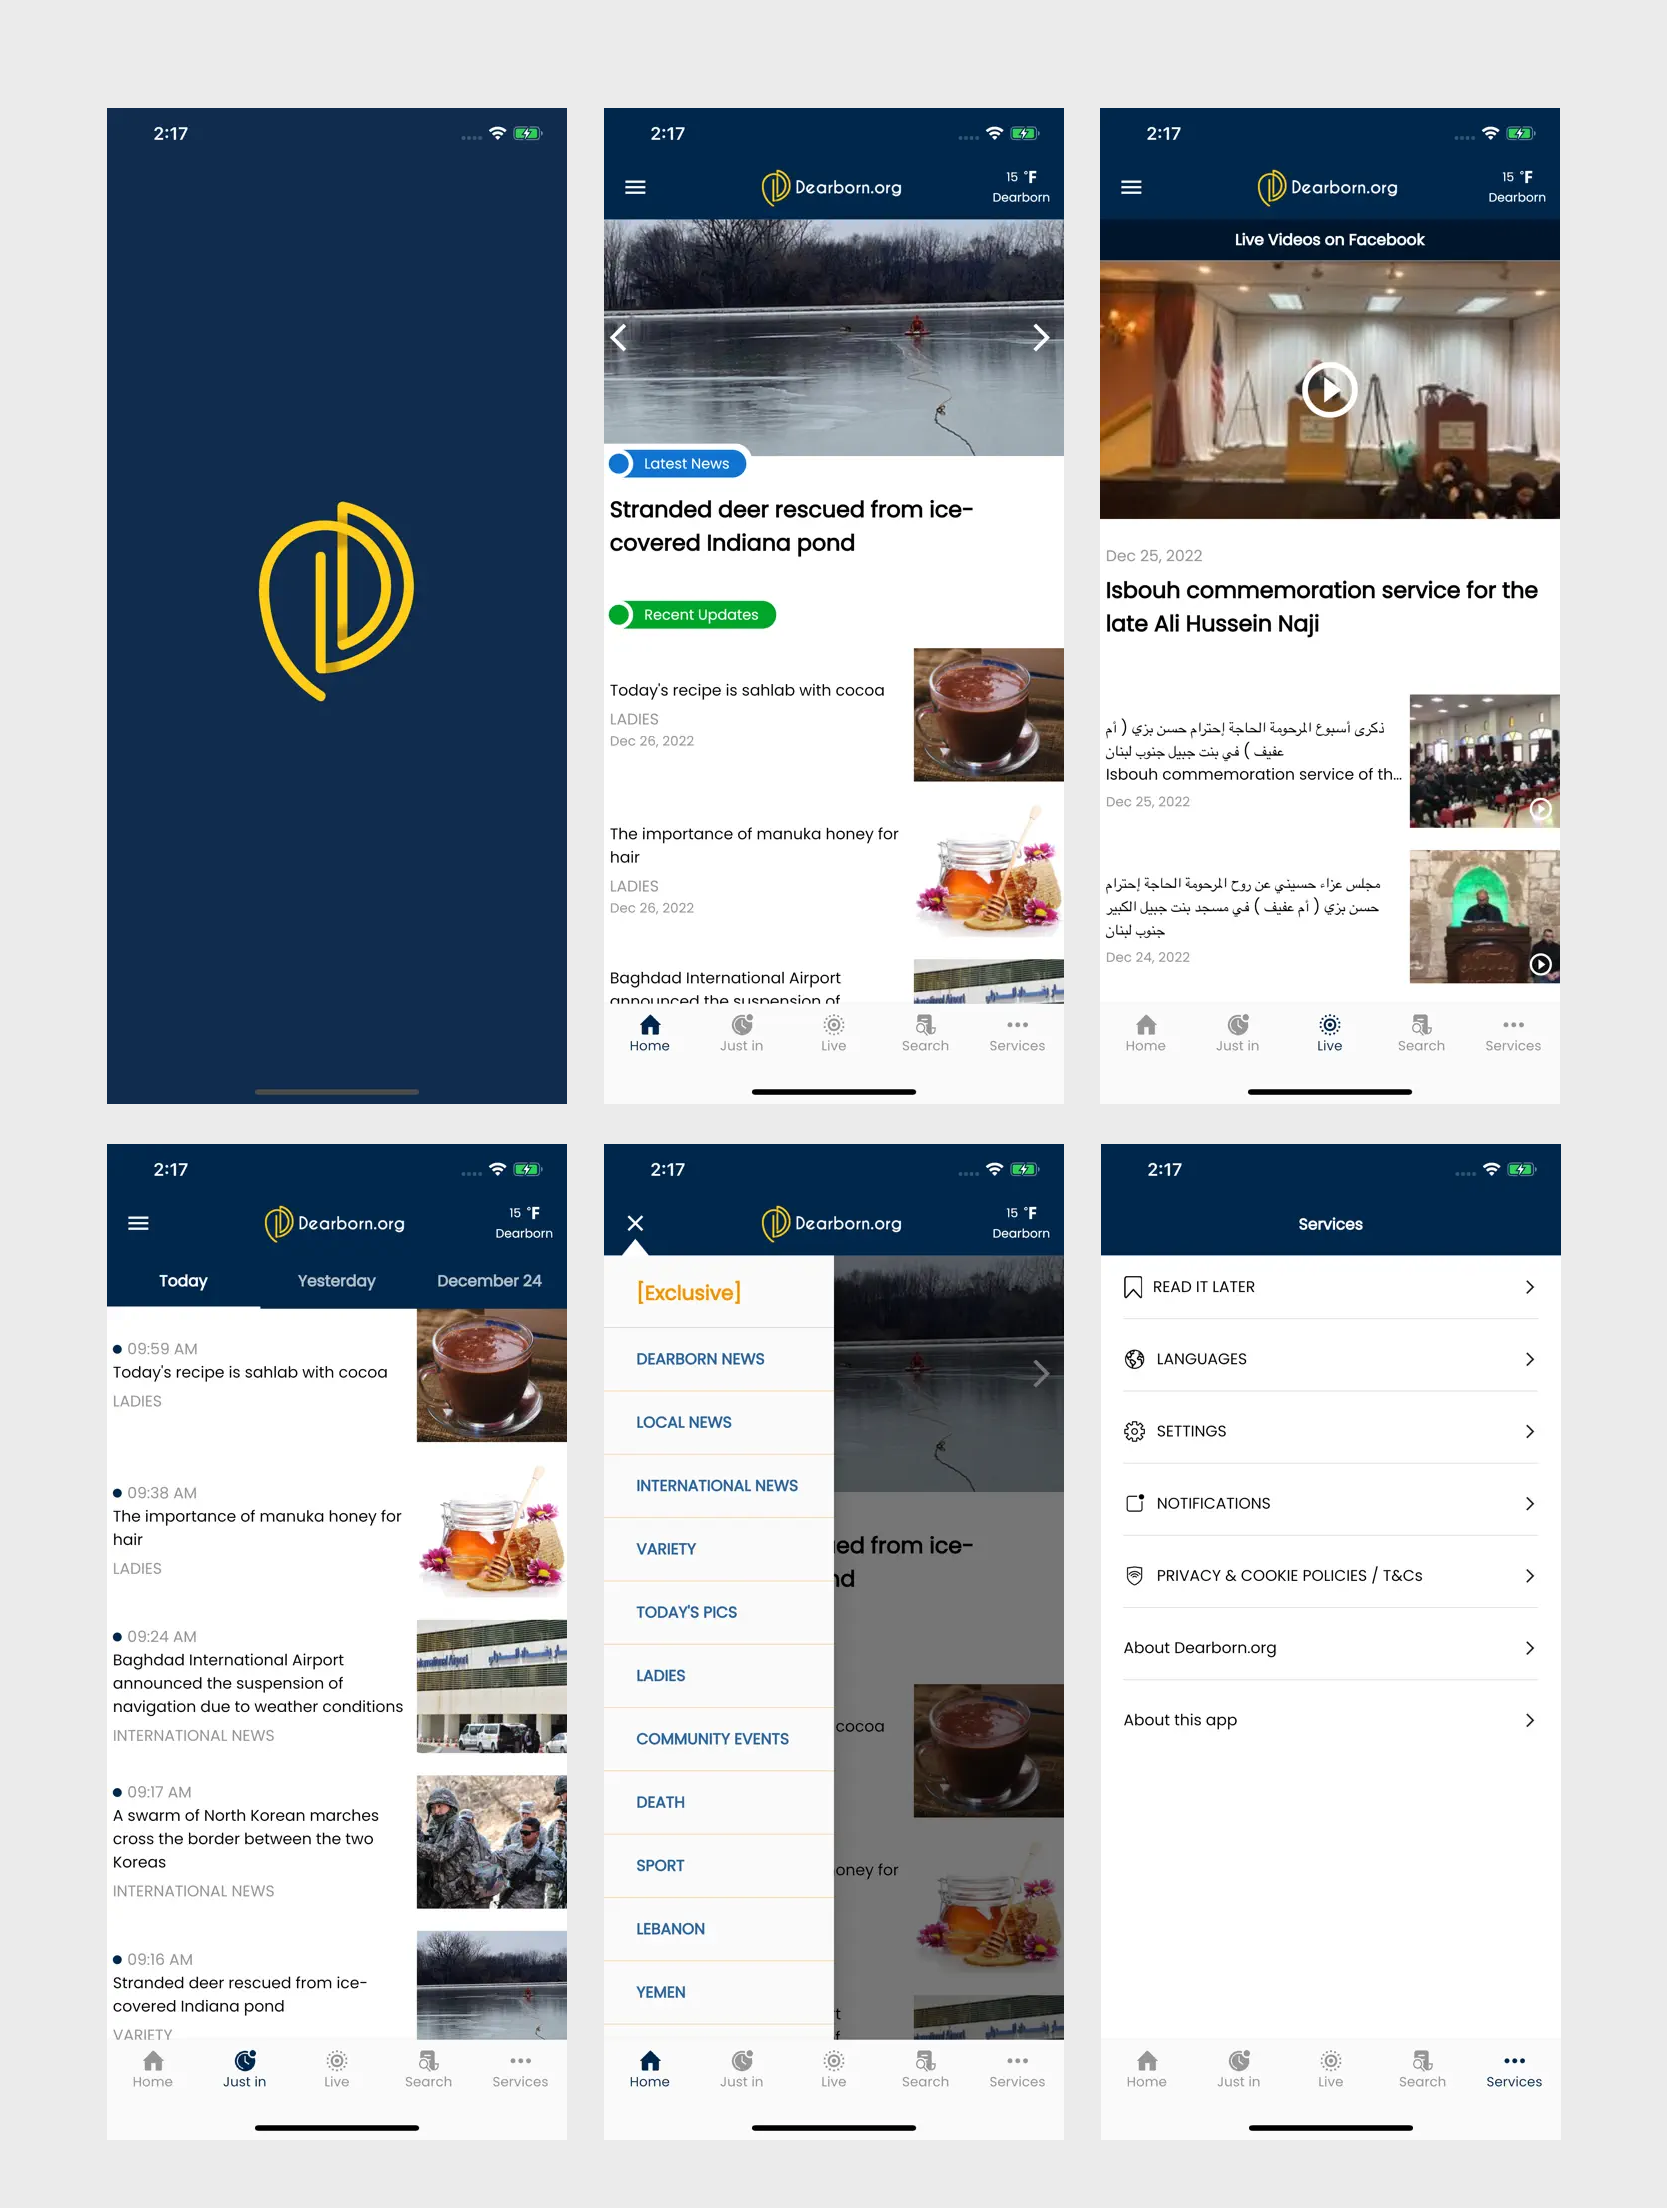 2:17
2:17
Dearborn.org
15 °F
Dearborn
Latest News
Stranded deer rescued from ice-
covered Indiana pond
Recent Updates
Today's recipe is sahlab with cocoa
LADIES
Dec 26, 2022
The importance of manuka honey for
hair
LADIES
Dec 26, 2022
Baghdad International Airport
announced the suspension of
Home
Just in
Live
Search
Services
2:17
Dearborn.org
15 °F
Dearborn
Live Videos on Facebook
Dec 25, 2022
Isbouh commemoration service for the
late Ali Hussein Naji
ذكرى أسبوع المرحومة الحاجة إحترام حسن بزي ( أم
عفيف ) في بنت جبيل جنوب لبنان
Isbouh commemoration service of th...
Dec 25, 2022
مجلس عزاء حسيني عن روح المرحومة الحاجة إحترام
حسن بزي ( أم عفيف ) في مسجد بنت جبيل الكبير
جنوب لبنان
Dec 24, 2022
Home
Just in
Live
Search
Services
2:17
Dearborn.org
15 °F
Dearborn
Today
Yesterday
December 24
09:59 AM
Today's recipe is sahlab with cocoa
LADIES
09:38 AM
The importance of manuka honey for
hair
LADIES
09:24 AM
Baghdad International Airport
announced the suspension of
navigation due to weather conditions
INTERNATIONAL NEWS
09:17 AM
A swarm of North Korean marches
cross the border between the two
Koreas
INTERNATIONAL NEWS
09:16 AM
Stranded deer rescued from ice-
covered Indiana pond
VARIETY
Home
Just in
Live
Search
Services
2:17
Dearborn.org
15 °F
Dearborn
[Exclusive]
DEARBORN NEWS
LOCAL NEWS
INTERNATIONAL NEWS
VARIETY
TODAY'S PICS
LADIES
COMMUNITY EVENTS
DEATH
SPORT
LEBANON
YEMEN
ed from ice-
nd
cocoa
oney for
Home
Just in
Live
Search
Services
2:17
Services
READ IT LATER
LANGUAGES
SETTINGS
NOTIFICATIONS
PRIVACY & COOKIE POLICIES / T&Cs
About Dearborn.org
About this app
Home
Just in
Live
Search
Services